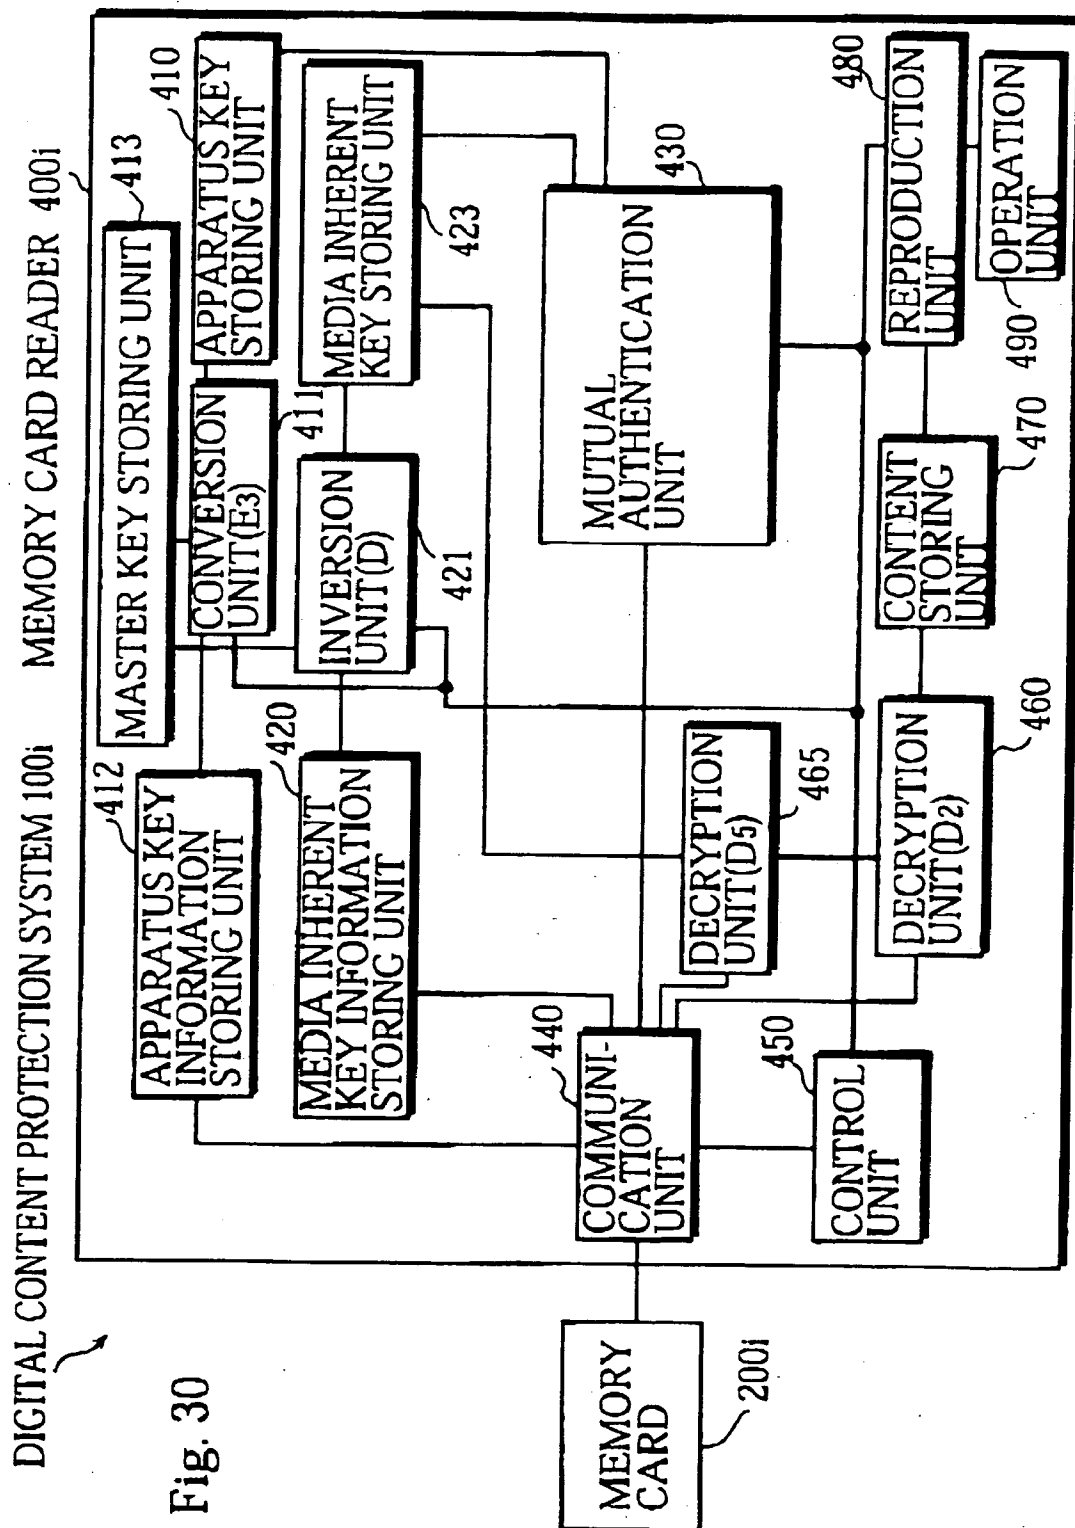 DIGITAL CONTENT PROTECTION SYSTEM 100i
MEMORY CARD READER 400i
Fig. 30
MASTER KEY STORING UNIT
413
412
APPARATUS KEY
INFORMATION
STORING UNIT
CONVERSION
UNIT(E3)
411
APPARATUS KEY
STORING UNIT
410
420
MEDIA INHERENT
KEY INFORMATION
STORING UNIT
INVERSION
UNIT(D)
421
MEDIA INHERENT
KEY STORING UNIT
423
MEMORY
CARD
200i
440
COMMUNI-
CATION
UNIT
MUTUAL
AUTHENTICATION
UNIT
430
DECRYPTION
UNIT(D5)
465
450
CONTROL
UNIT
DECRYPTION
UNIT(D2)
460
CONTENT
STORING
UNIT
470
REPRODUCTION
UNIT
480
490
OPERATION
UNIT